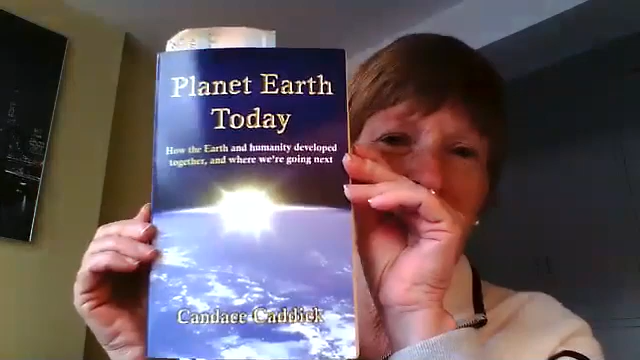 Planet Earth
Today
How the Earth and humanity developed
together, and where we're going next
Candace Caddick